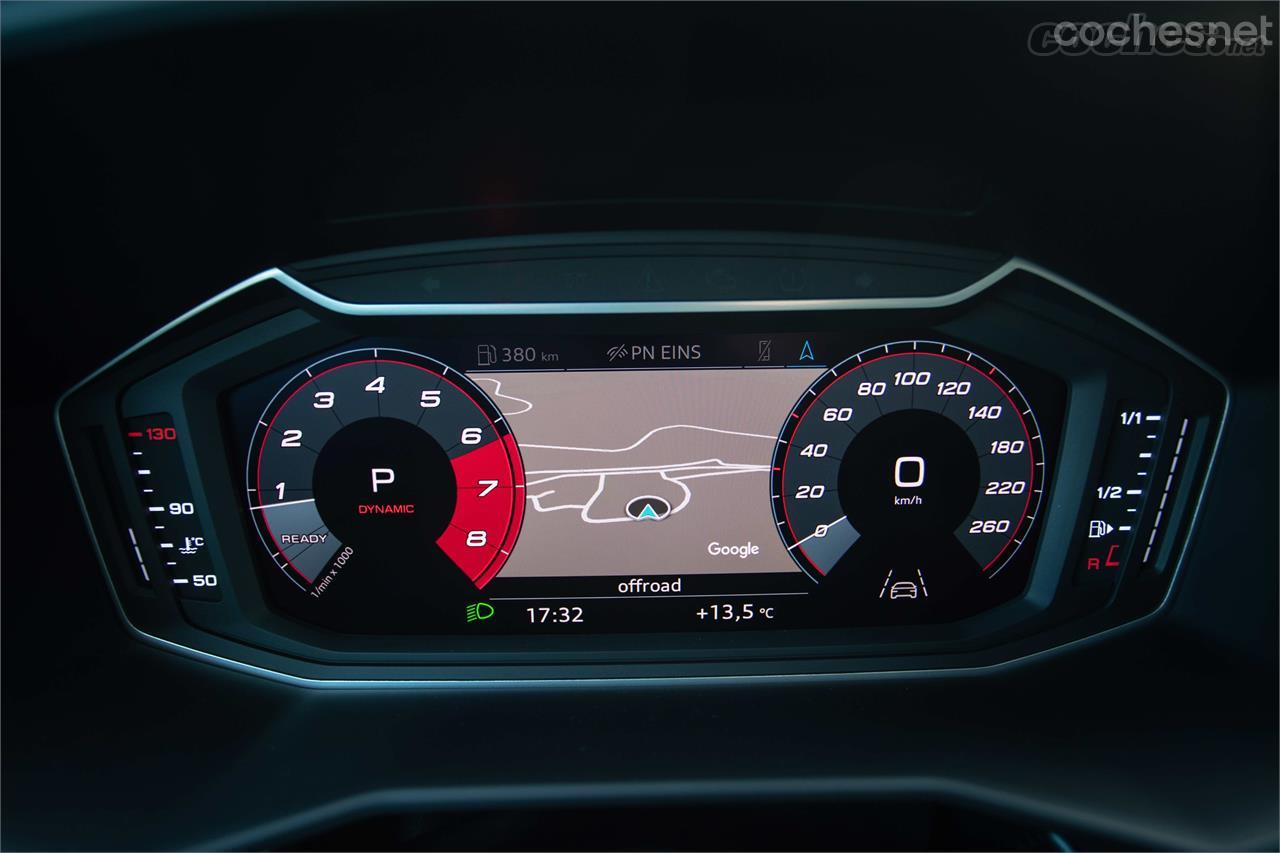 coches.net
380 km
PN EINS
1
2
3
4
5
6
7
8
READY
1/min x 1000
P
DYNAMIC
0
20
40
60
80
100
120
140
180
220
260
0
km/h
130
90
°C
50
1/1
1/2
R
Google
offroad
17:32
+13,5 °C